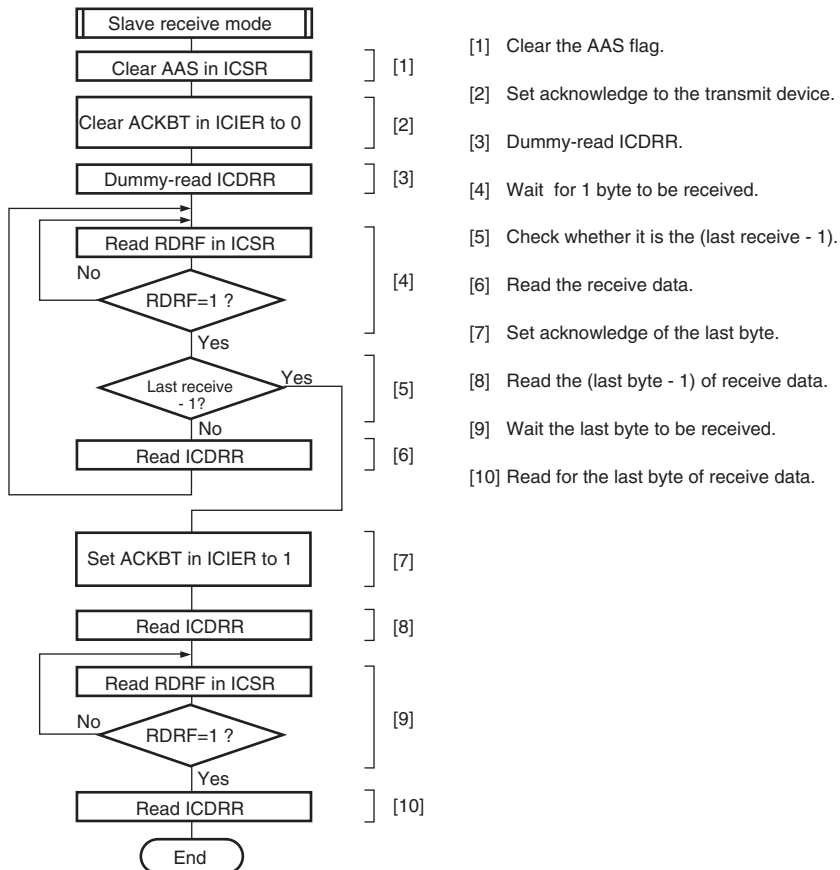 Slave receive mode
Clear AAS in ICSR
[1]
Clear ACKBT in ICIER to 0
[2]
Dummy-read ICDRR
[3]
Read RDRF in ICSR
No
RDRF=1 ?
[4]
Yes
Last receive
- 1?
Yes
[5]
No
Read ICDRR
[6]
Set ACKBT in ICIER to 1
[7]
Read ICDRR
[8]
Read RDRF in ICSR
No
RDRF=1 ?
[9]
Yes
Read ICDRR
[10]
End
[1] Clear the AAS flag.
[2] Set acknowledge to the transmit device.
[3] Dummy-read ICDRR.
[4] Wait for 1 byte to be received.
[5] Check whether it is the (last receive - 1).
[6] Read the receive data.
[7] Set acknowledge of the last byte.
[8] Read the (last byte - 1) of receive data.
[9] Wait the last byte to be received.
[10] Read for the last byte of receive data.